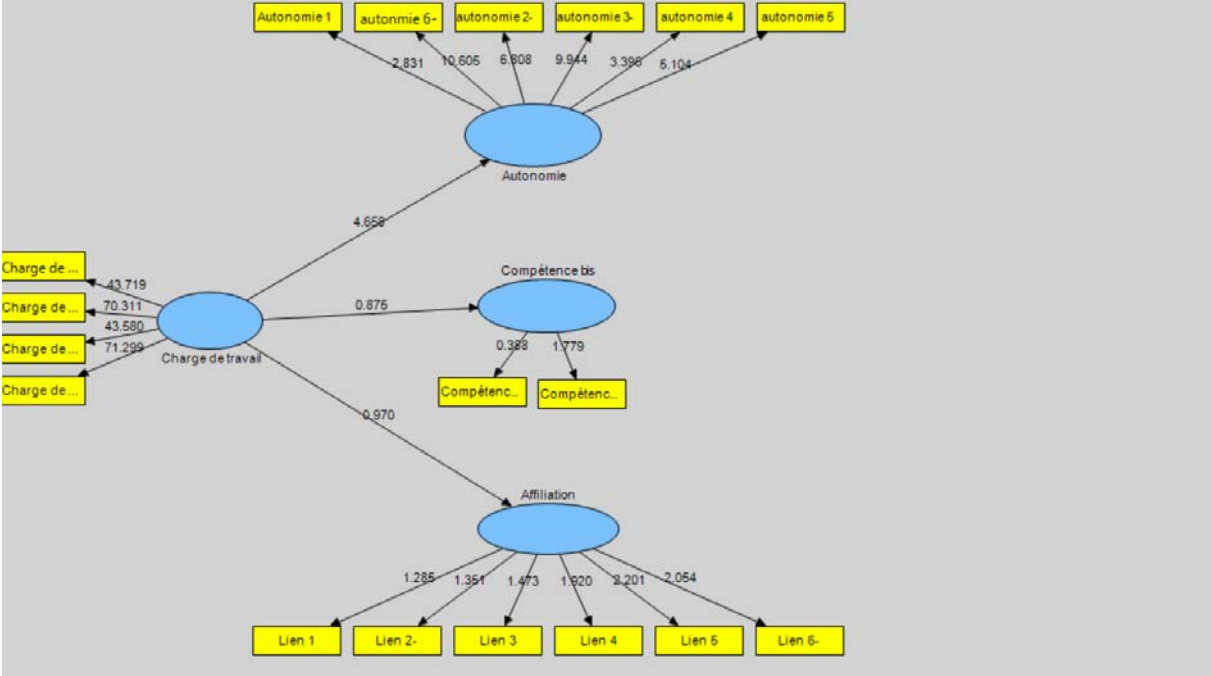 Autonomie 1
autonmie 6-
autonomie 2-
autonomie 3-
autonomie 4
autonomie 5
2.831
10.605
6.808
9.944
3.396
5.104
Autonomie
4.658
Charge de ...
Charge de ...
Charge de ...
Charge de ...
43.719
70.311
43.580
71.299
Charge de travail
0.875
Compétence bis
0.388
1.779
Compétenc...
Compétenc...
0.970
Affiliation
1.285
1.351
1.473
1.920
2.201
2.054
Lien 1
Lien 2-
Lien 3
Lien 4
Lien 5
Lien 6-